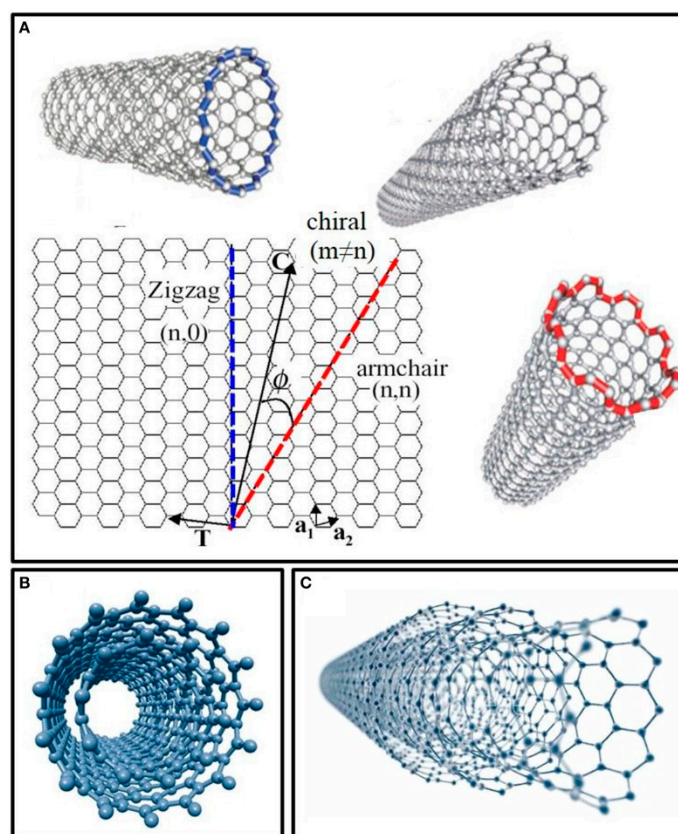 A
chiral
(m≠n)
C
Zigzag
(n,0)
ϕ
armchair
(n,n)
T
a1
a2
B
C